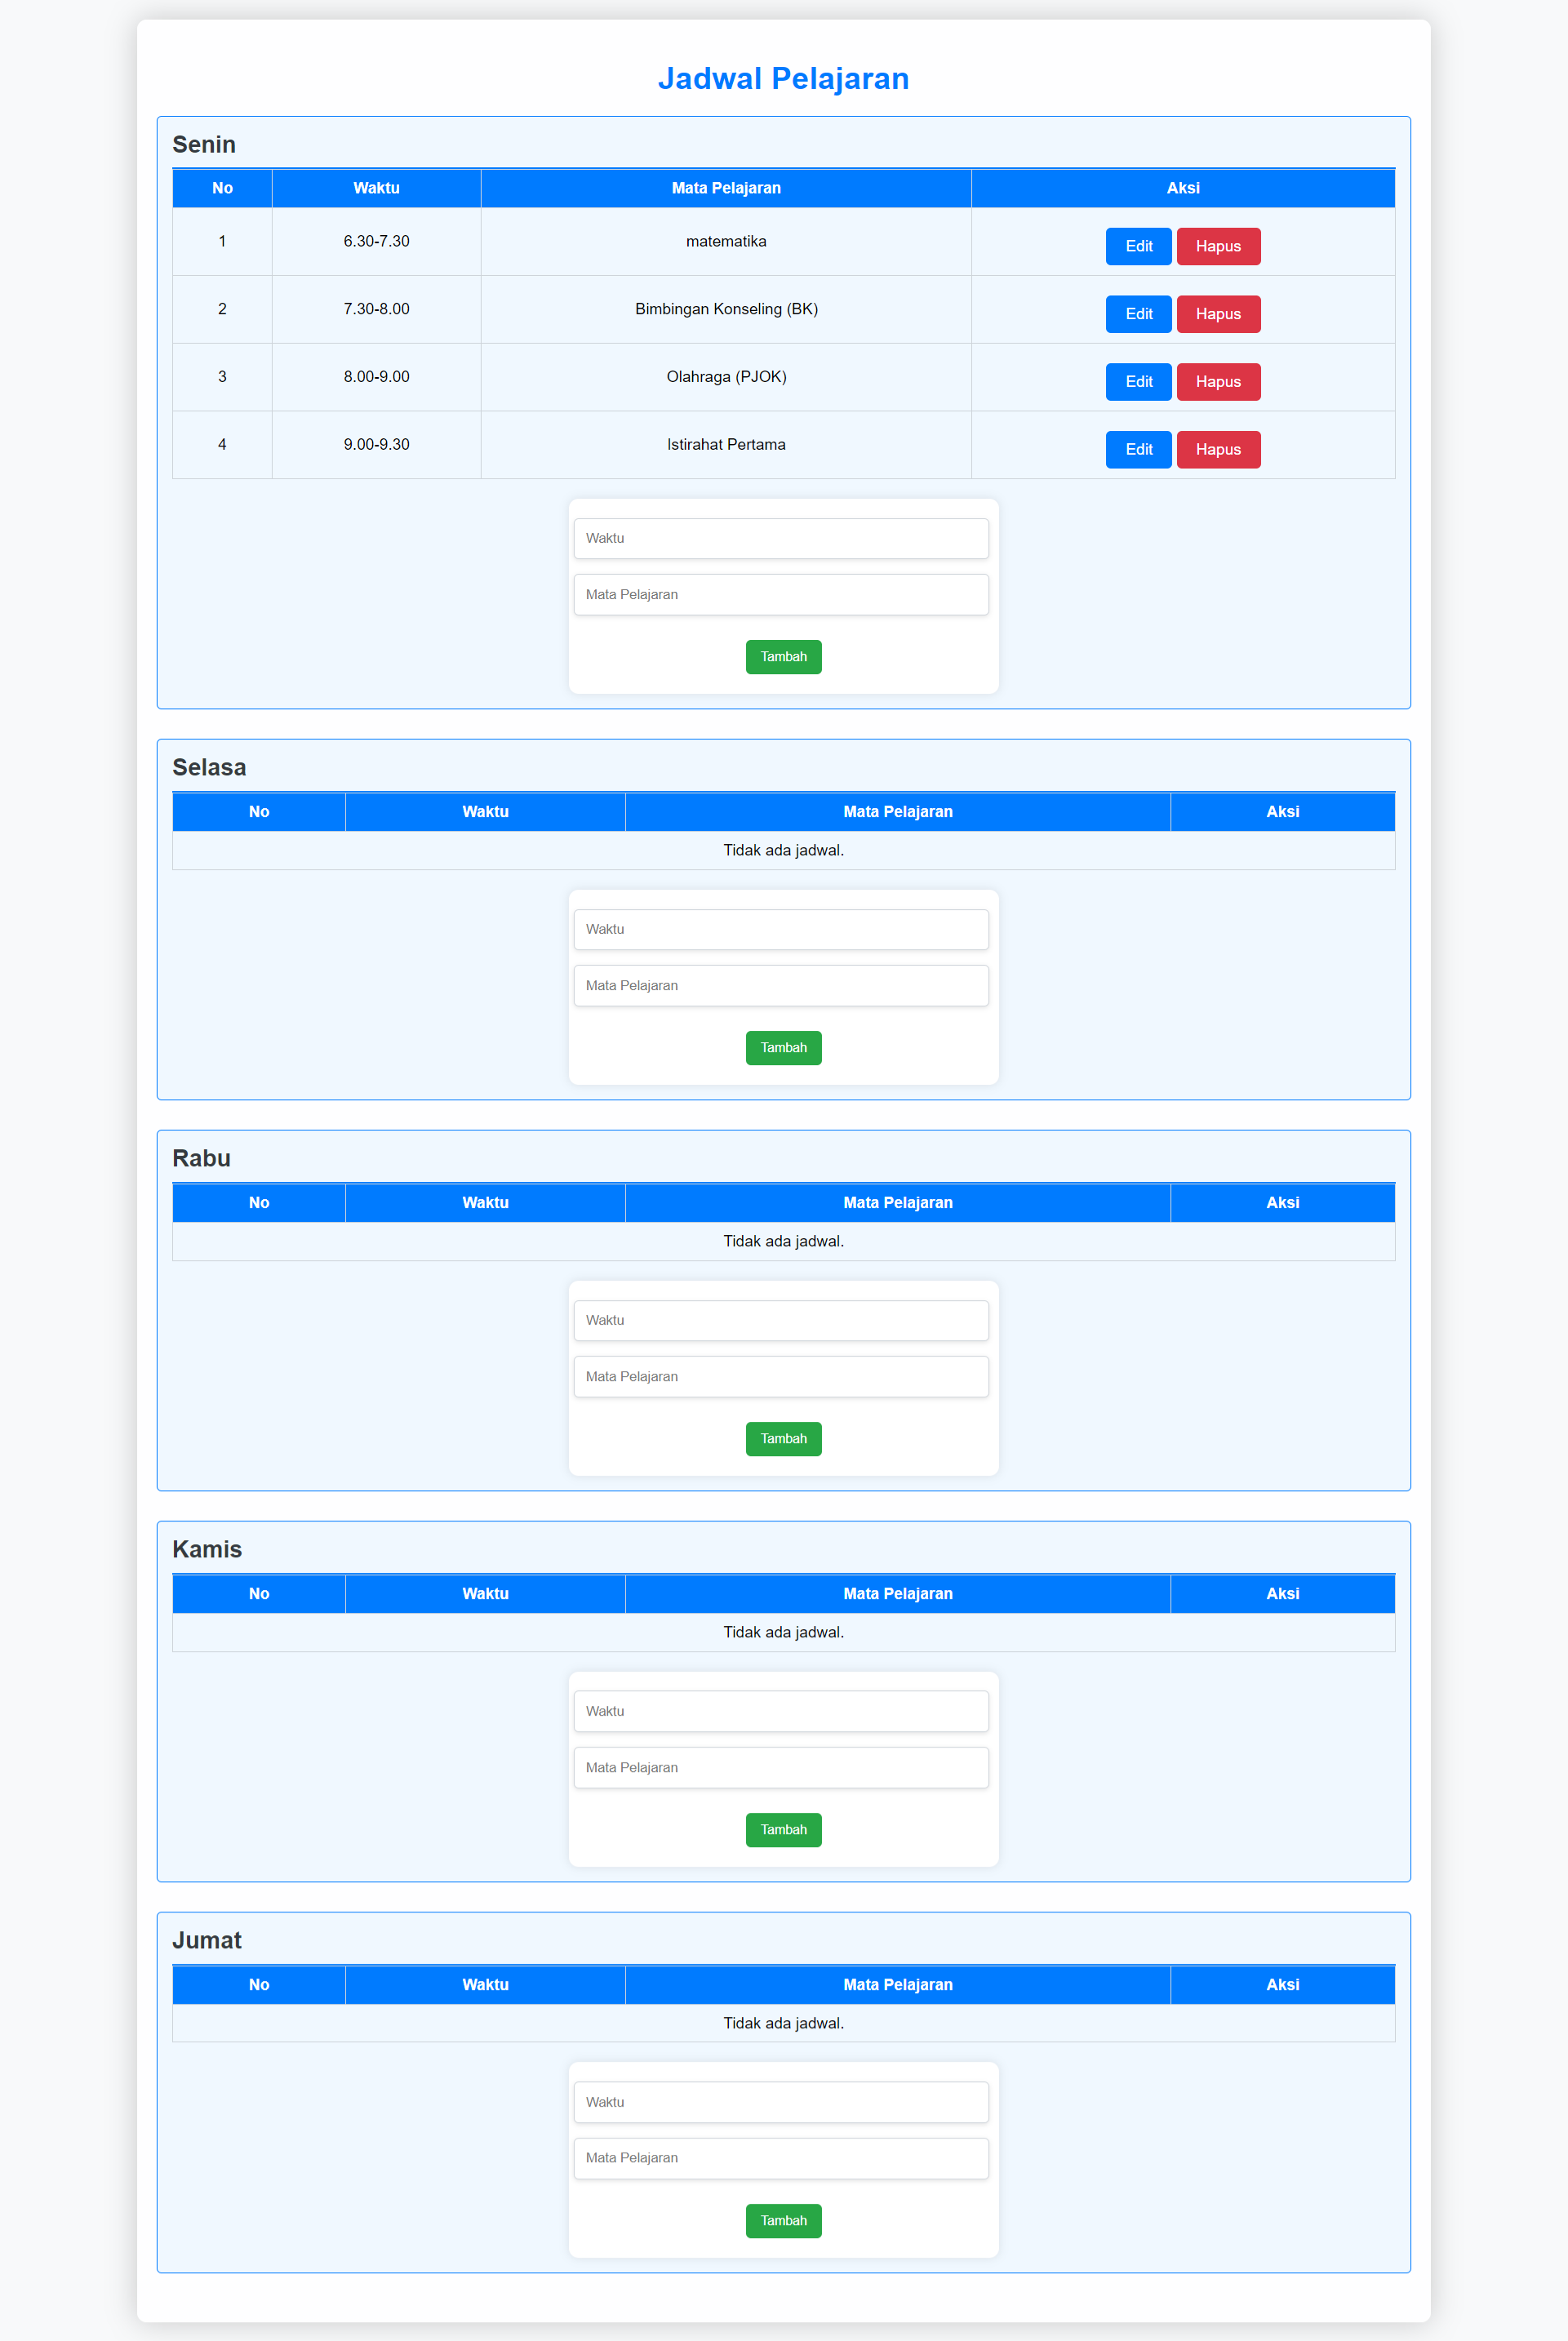 Jadwal Pelajaran
Senin
No Waktu Mata Pelajaran Aksi
1 6.30-7.30 matematika Edit Hapus
2 7.30-8.00 Bimbingan Konseling (BK) Edit Hapus
3 8.00-9.00 Olahraga (PJOK) Edit Hapus
4 9.00-9.30 Istirahat Pertama Edit Hapus
Waktu
Mata Pelajaran
Tambah
Selasa
No Waktu Mata Pelajaran Aksi
Tidak ada jadwal.
Waktu
Mata Pelajaran
Tambah
Rabu
No Waktu Mata Pelajaran Aksi
Tidak ada jadwal.
Waktu
Mata Pelajaran
Tambah
Kamis
No Waktu Mata Pelajaran Aksi
Tidak ada jadwal.
Waktu
Mata Pelajaran
Tambah
Jumat
No Waktu Mata Pelajaran Aksi
Tidak ada jadwal.
Waktu
Mata Pelajaran
Tambah